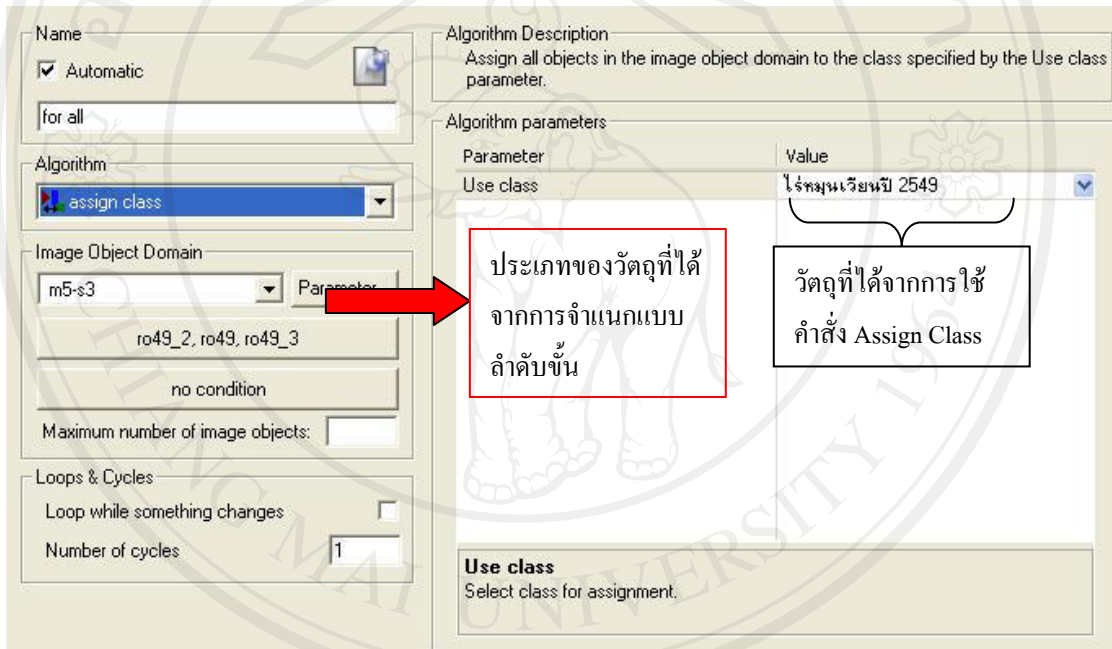 Name
Automatic
for all
Algorithm
assign class
Image Object Domain
m5-s3
Parameter
ro49_2, ro49, ro49_3
no condition
Maximum number of image objects:
Loops & Cycles
Loop while something changes
Number of cycles
1
Algorithm Description
Assign all objects in the image object domain to the class specified by the Use class
parameter.
Algorithm parameters
Parameter
Value
Use class
ไร่หมุนเวียนปี 2549
ประเภทของวัตถุที่ได้
จากการจำแนกแบบ
ลำดับขั้น
วัตถุที่ได้จากการใช้
คำสั่ง Assign Class
Use class
Select class for assignment.
CHIANG MAI UNIVERSITY 1964